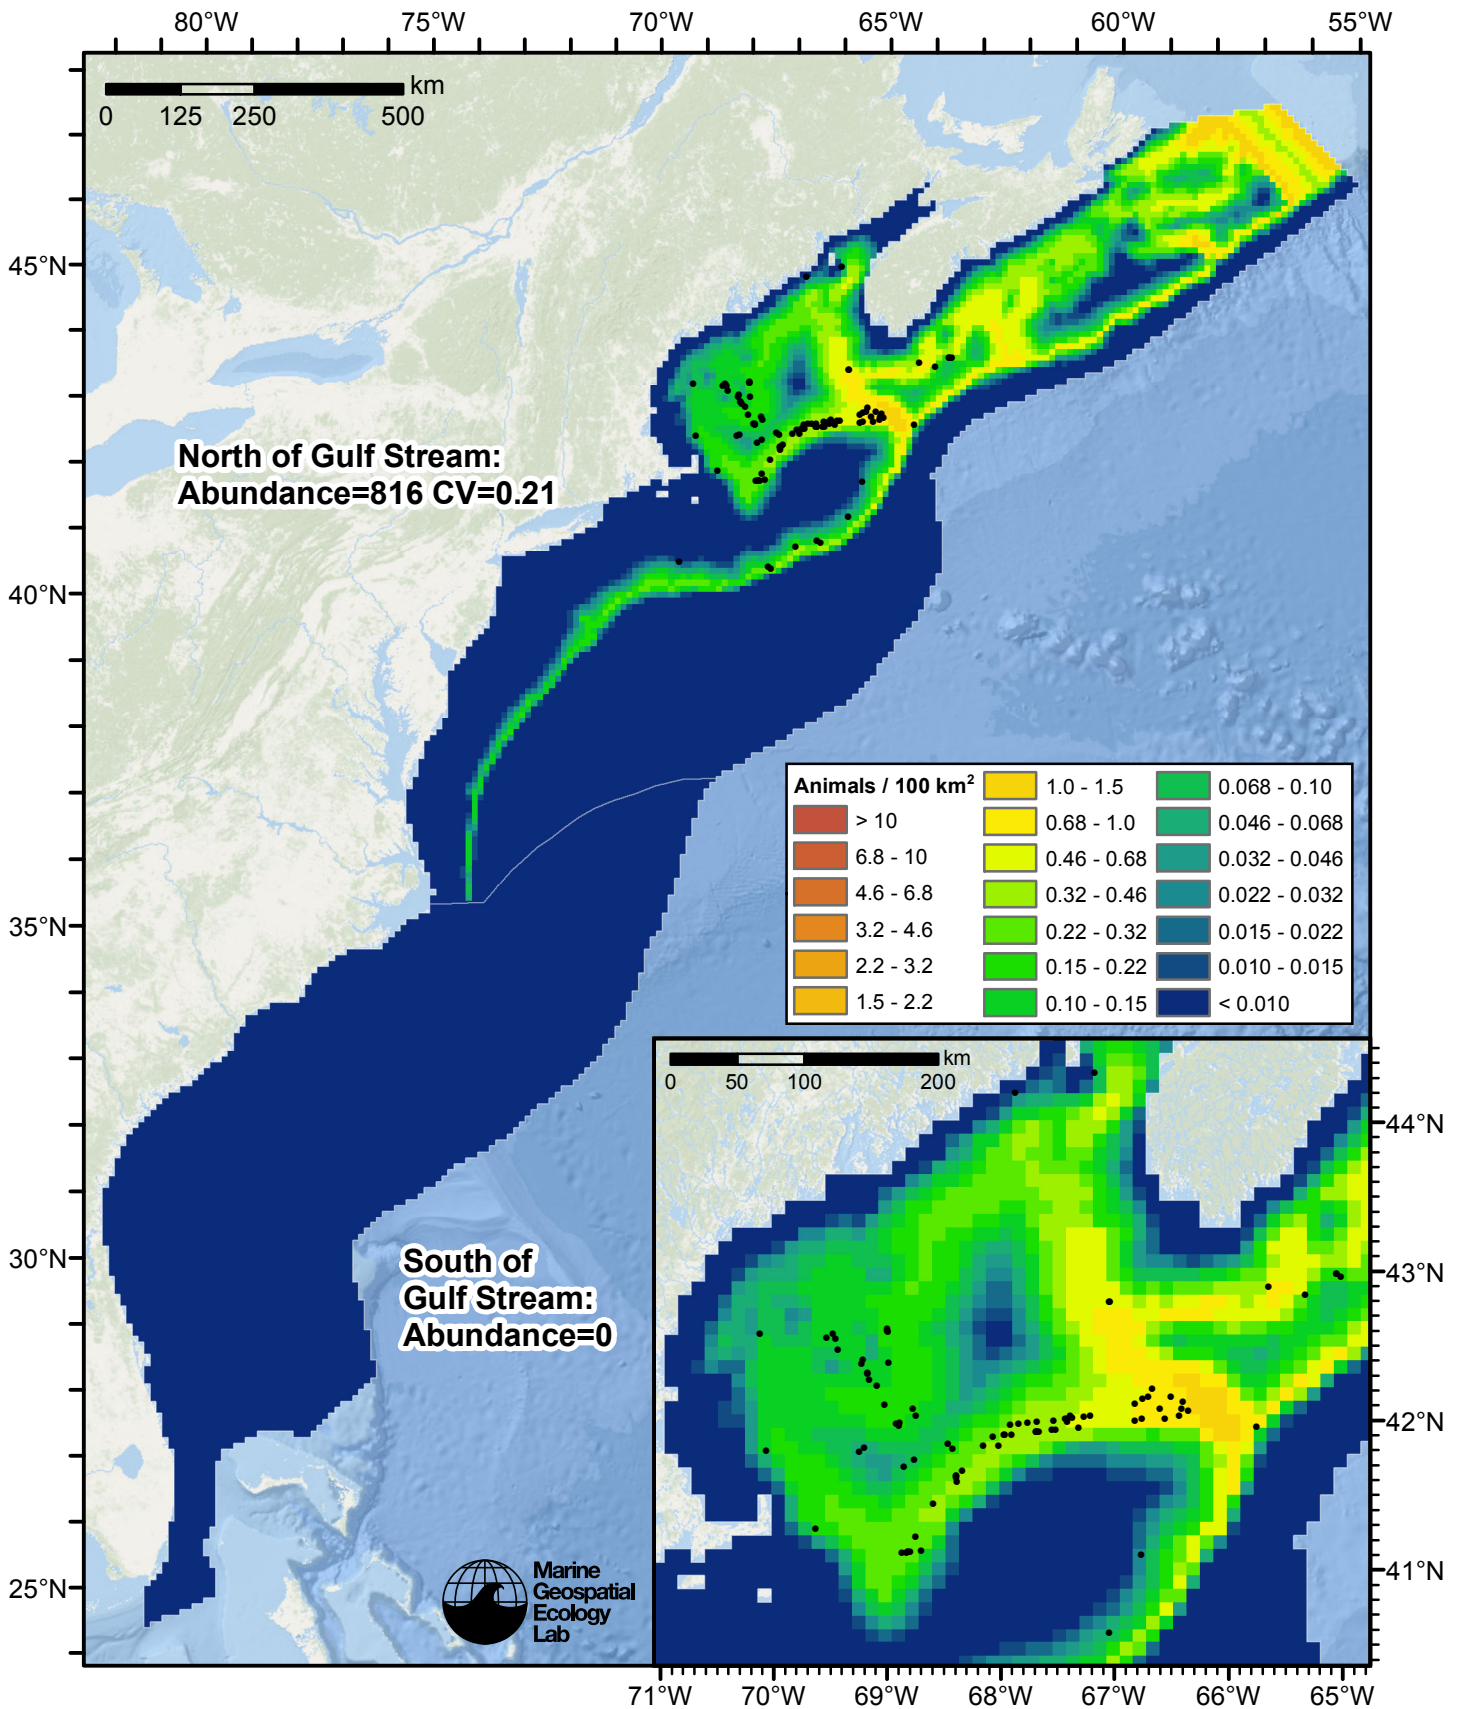 80°W 75°W 70°W 65°W 60°W 55°W
km
0 125 250 500
45°N
40°N
35°N
30°N
25°N
North of Gulf Stream:
Abundance=816 CV=0.21
Animals / 100 km²
> 10
6.8 - 10
4.6 - 6.8
3.2 - 4.6
2.2 - 3.2
1.5 - 2.2
1.0 - 1.5
0.68 - 1.0
0.46 - 0.68
0.32 - 0.46
0.22 - 0.32
0.15 - 0.22
0.10 - 0.15
0.068 - 0.10
0.046 - 0.068
0.032 - 0.046
0.022 - 0.032
0.015 - 0.022
0.010 - 0.015
< 0.010
South of
Gulf Stream:
Abundance=0
km
0 50 100 200
44°N
43°N
42°N
41°N
Marine
Geospatial
Ecology
Lab
71°W 70°W 69°W 68°W 67°W 66°W 65°W